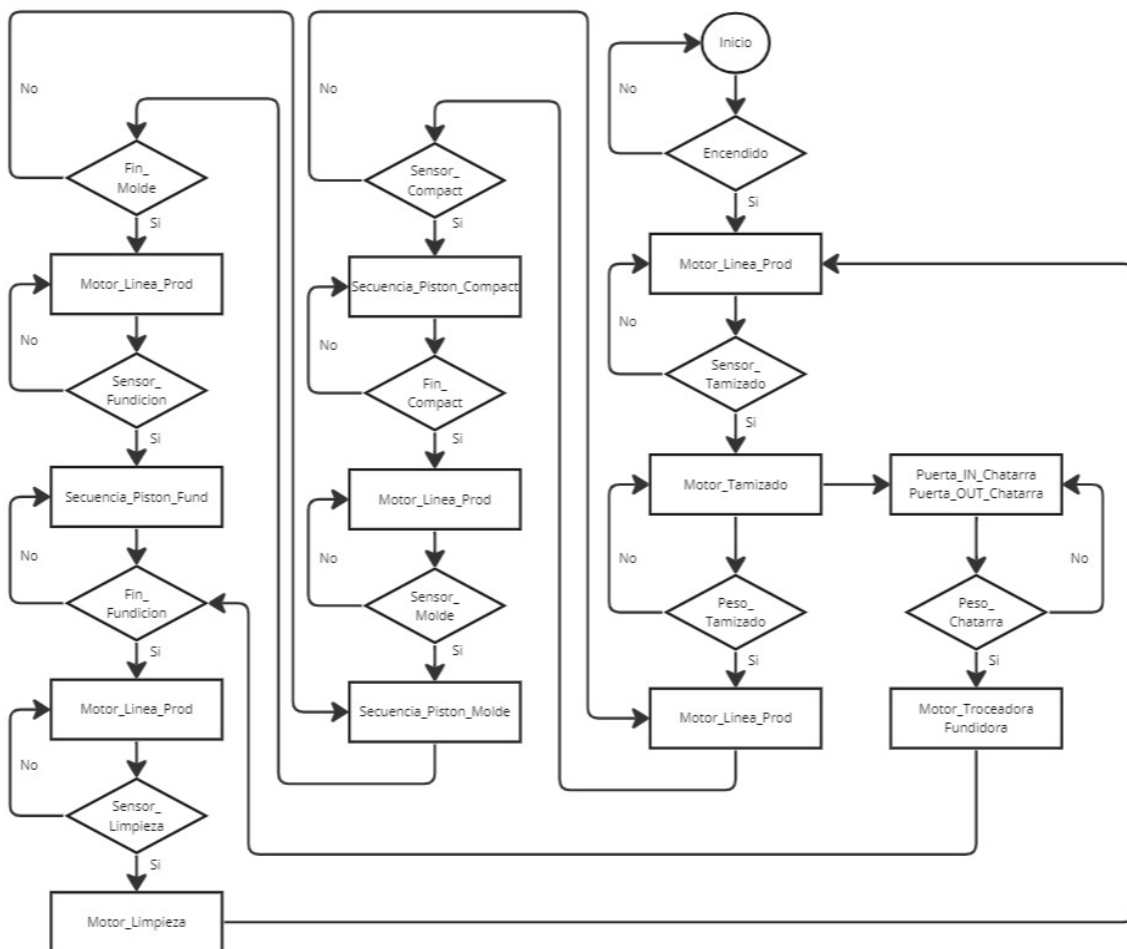 Inicio
No
Encendido
Si
Motor_Linea_Prod
No
Sensor_
Tamizado
Si
Motor_Tamizado
No
Peso_
Tamizado
Si
Motor_Linea_Prod
Puerta_IN_Chatarra
Puerta_OUT_Chatarra
No
Peso_
Chatarra
Si
Motor_Troceadora
Fundidora
No
Sensor_
Compact
Si
Secuencia_Piston_Compact
No
Fin_
Compact
Si
Motor_Linea_Prod
No
Sensor_
Molde
Si
Secuencia_Piston_Molde
No
Fin_
Molde
Si
Motor_Linea_Prod
No
Sensor_
Fundicion
Si
Secuencia_Piston_Fund
No
Fin_
Fundicion
Si
Motor_Linea_Prod
No
Sensor_
Limpieza
Si
Motor_Limpieza